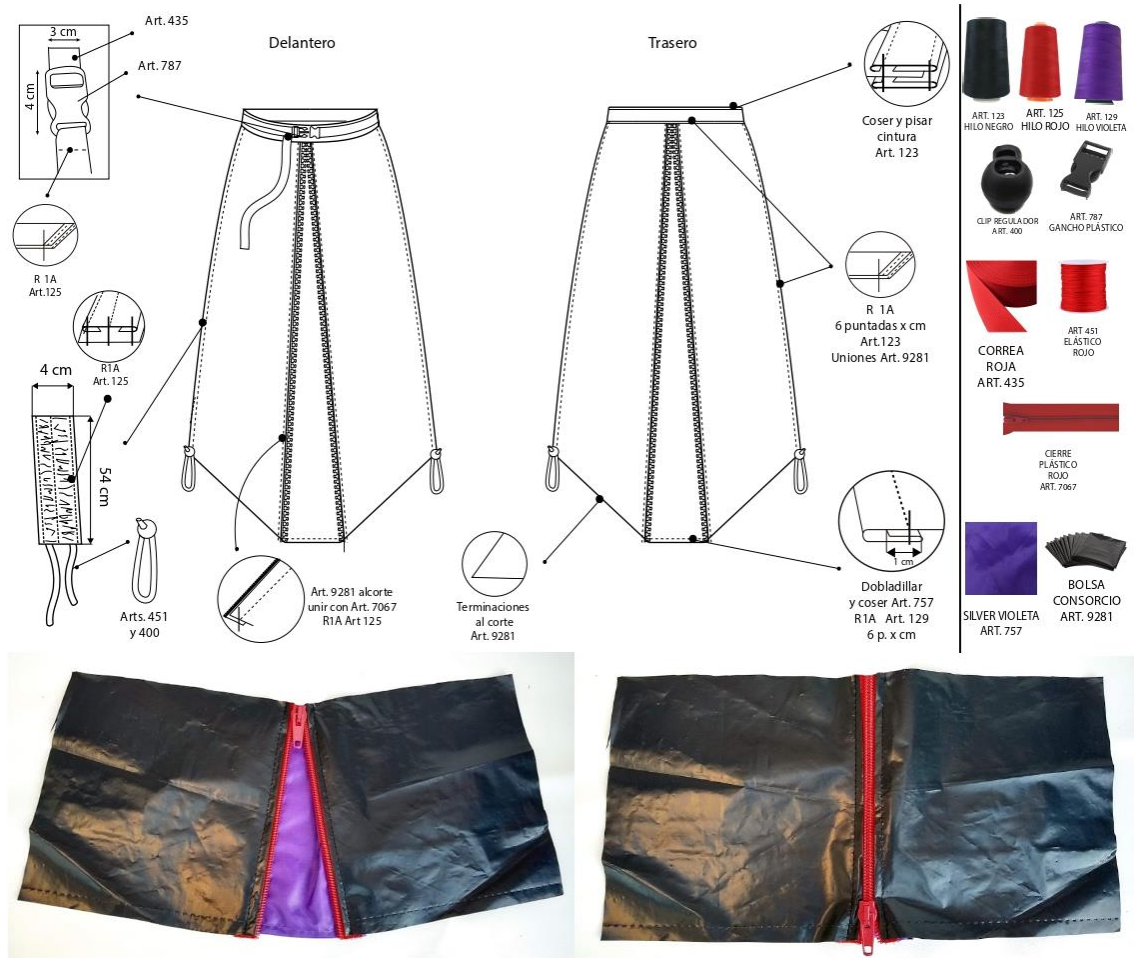 Art. 435
3 cm
Art. 787
4 cm
R 1A
Art.125
R1A
Art. 125
4 cm
54 cm
Arts. 451
y 400
Delantero
Art. 9281 alcorte
unir con Art. 7067
R1A Art 125
Trasero
Terminaciones
al corte
Art. 9281
Coser y pisar
cintura
Art. 123
R 1A
6 puntadas x cm
Art.123
Uniones Art. 9281
1 cm
Dobladillar
y coser Art. 757
R1A Art. 129
6 p. x cm
ART. 123
HILO NEGRO
ART. 125
HILO ROJO
ART. 129
HILO VIOLETA
CLIP REGULADOR
ART. 400
ART. 787
GANCHO PLÁSTICO
CORREA
ROJA
ART. 435
ART 451
ELÁSTICO
ROJO
CIERRE
PLÁSTICO
ROJO
ART. 7067
SILVER VIOLETA
ART. 757
BOLSA
CONSORCIO
ART. 9281